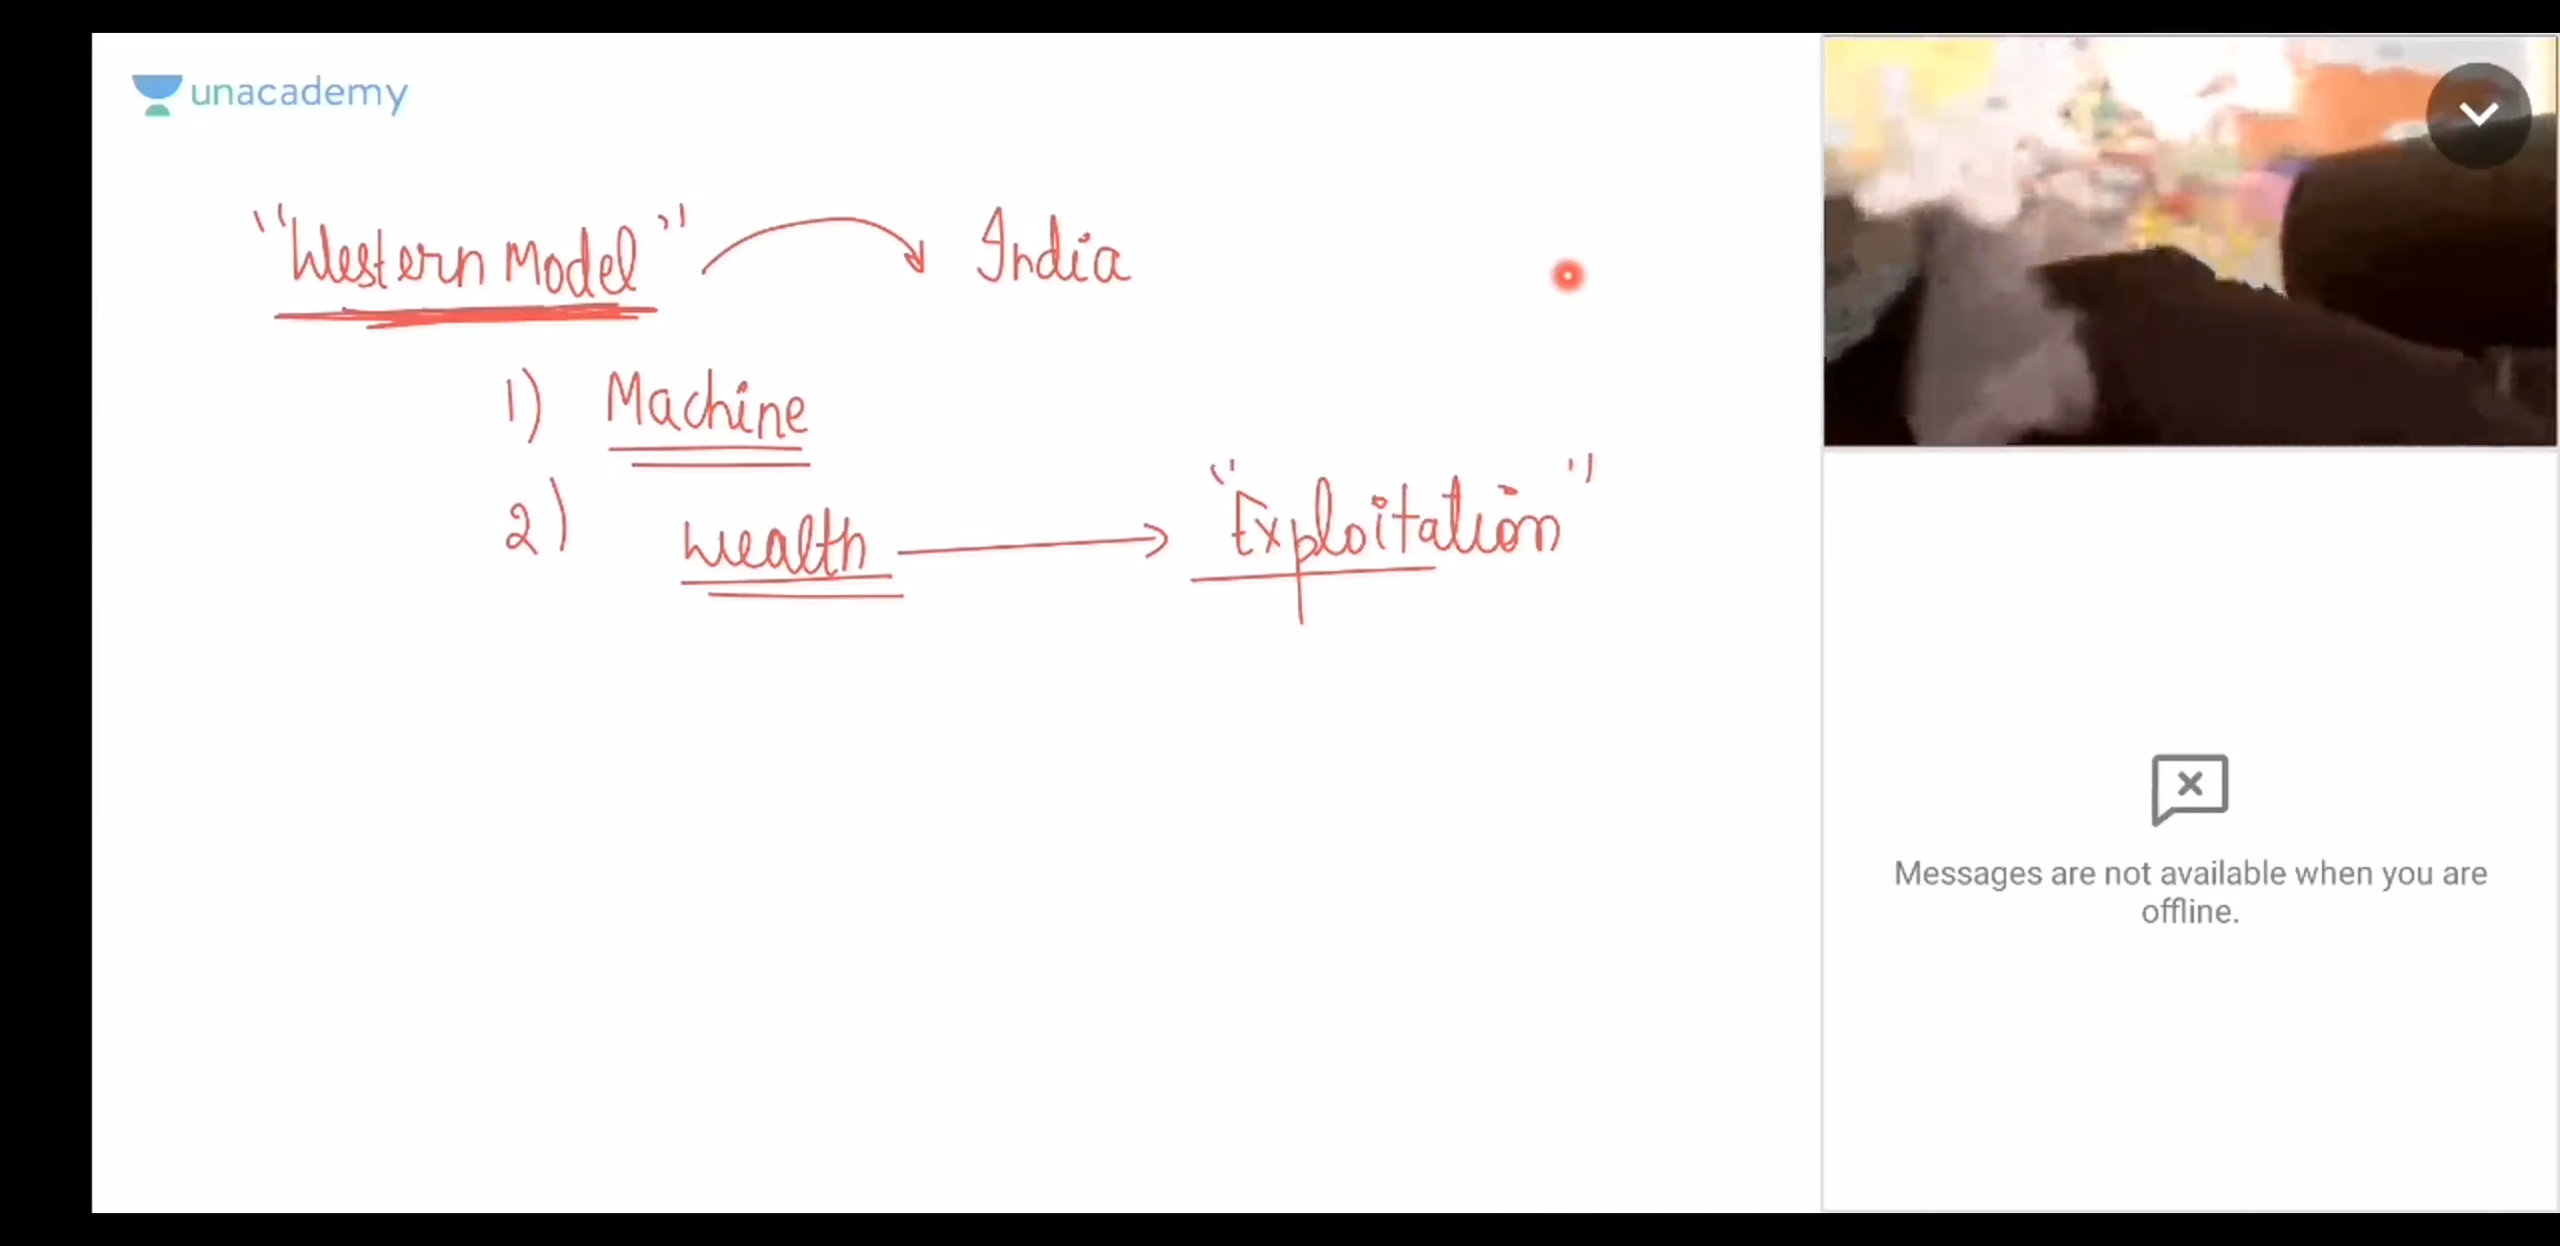 unacademy
"Western Model" India
1) Machine
2) Wealth "Exploitation"
Messages are not available when you are
offline.